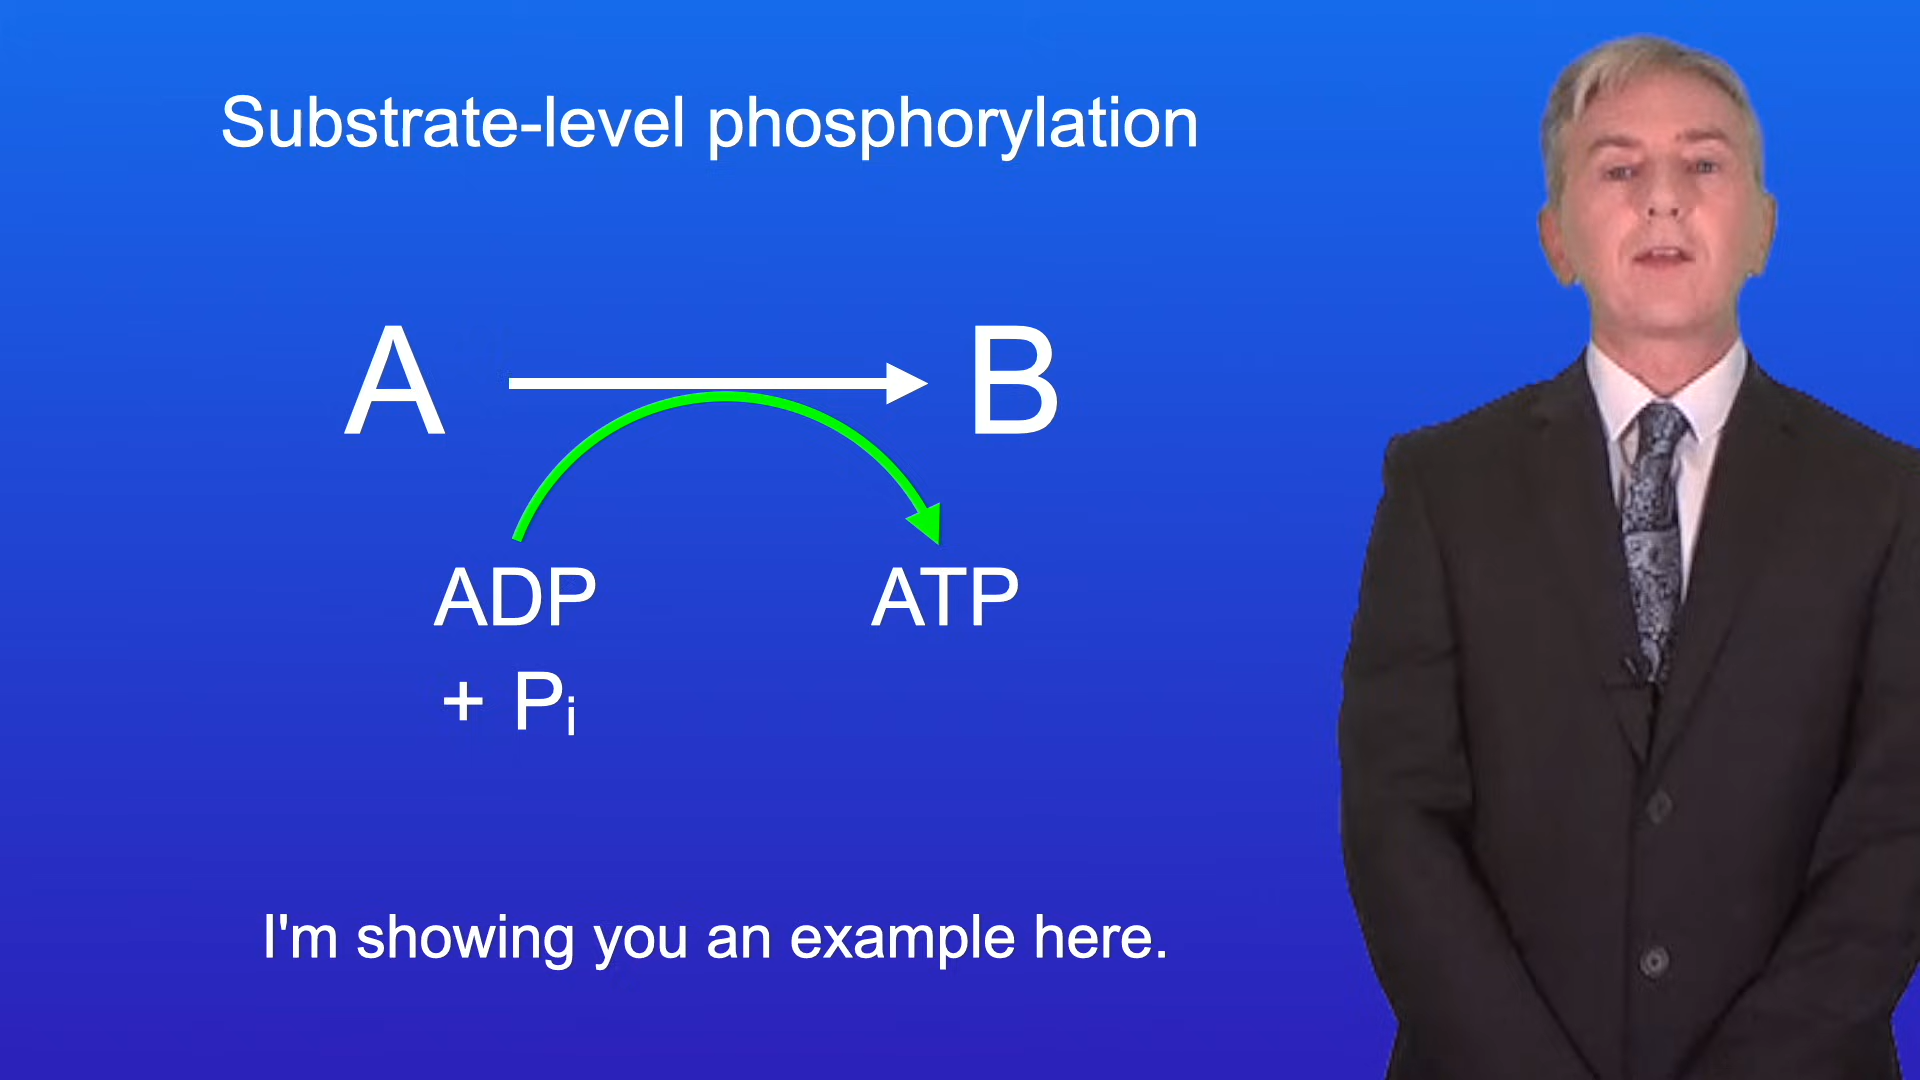 Substrate-level phosphorylation
A B
ADP ATP
+ Pi
I'm showing you an example here.